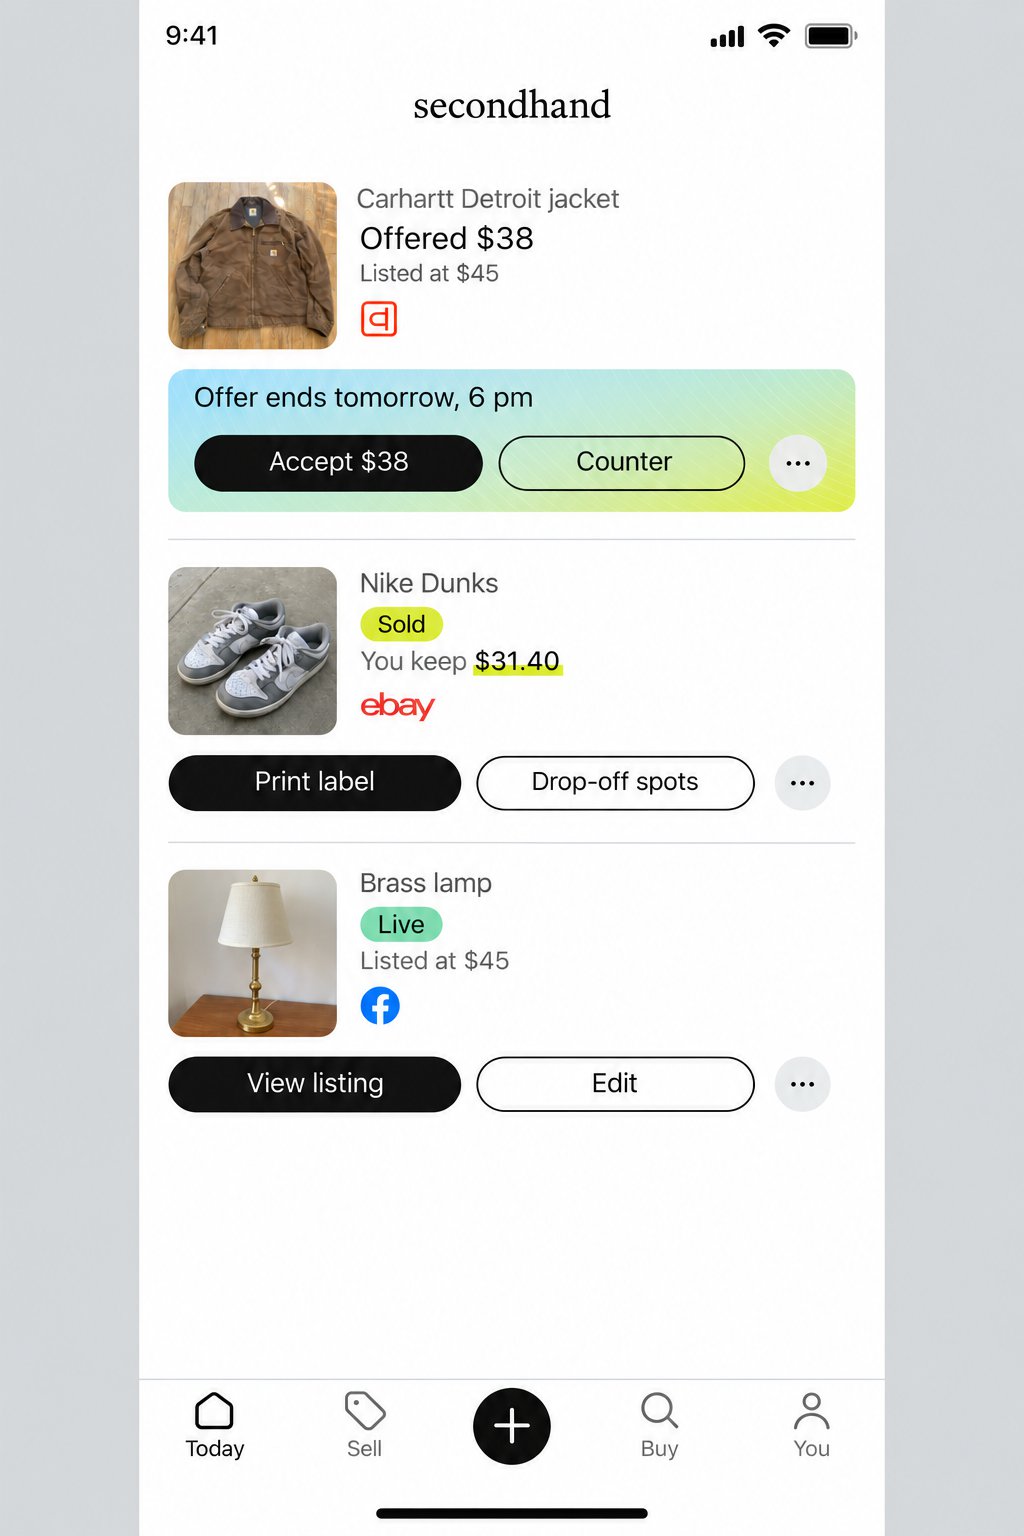 9:41
secondhand
Carhartt Detroit jacket
Offered $38
Listed at $45
Offer ends tomorrow, 6 pm
Accept $38
Counter
Nike Dunks
Sold
You keep $31.40
ebay
Print label
Drop-off spots
Brass lamp
Live
Listed at $45
View listing
Edit
Today
Sell
Buy
You